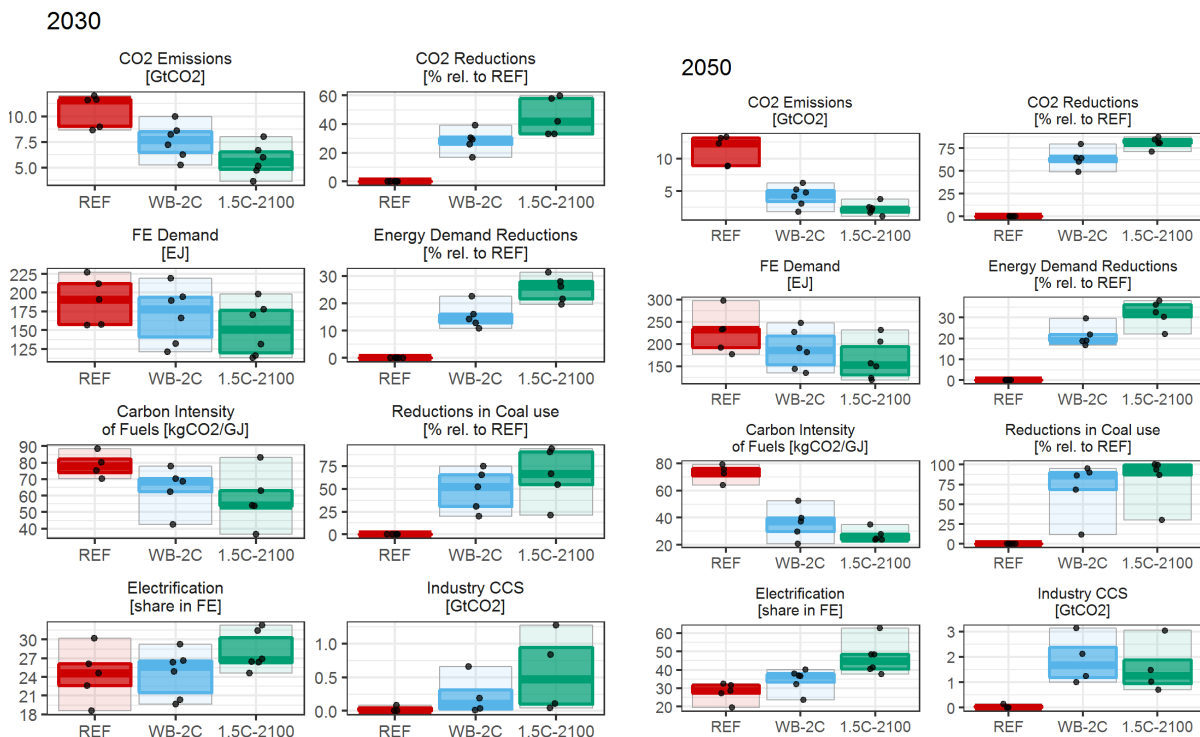 2030
CO2 Emissions
[GtCO2]
10.0
7.5
5.0
REF WB-2C 1.5C-2100
CO2 Reductions
[% rel. to REF]
60
40
20
0
REF WB-2C 1.5C-2100
FE Demand
[EJ]
225
200
175
150
125
REF WB-2C 1.5C-2100
Energy Demand Reductions
[% rel. to REF]
30
20
10
0
REF WB-2C 1.5C-2100
Carbon Intensity
of Fuels [kgCO2/GJ]
90
80
70
60
50
40
REF WB-2C 1.5C-2100
Reductions in Coal use
[% rel. to REF]
75
50
25
0
REF WB-2C 1.5C-2100
Electrification
[share in FE]
30
27
24
21
18
REF WB-2C 1.5C-2100
Industry CCS
[GtCO2]
1.0
0.5
0.0
REF WB-2C 1.5C-2100
2050
CO2 Emissions
[GtCO2]
10
5
REF WB-2C 1.5C-2100
CO2 Reductions
[% rel. to REF]
75
50
25
0
REF WB-2C 1.5C-2100
FE Demand
[EJ]
300
250
200
150
REF WB-2C 1.5C-2100
Energy Demand Reductions
[% rel. to REF]
30
20
10
0
REF WB-2C 1.5C-2100
Carbon Intensity
of Fuels [kgCO2/GJ]
80
60
40
20
REF WB-2C 1.5C-2100
Reductions in Coal use
[% rel. to REF]
100
75
50
25
0
REF WB-2C 1.5C-2100
Electrification
[share in FE]
60
50
40
30
20
REF WB-2C 1.5C-2100
Industry CCS
[GtCO2]
3
2
1
0
REF WB-2C 1.5C-2100